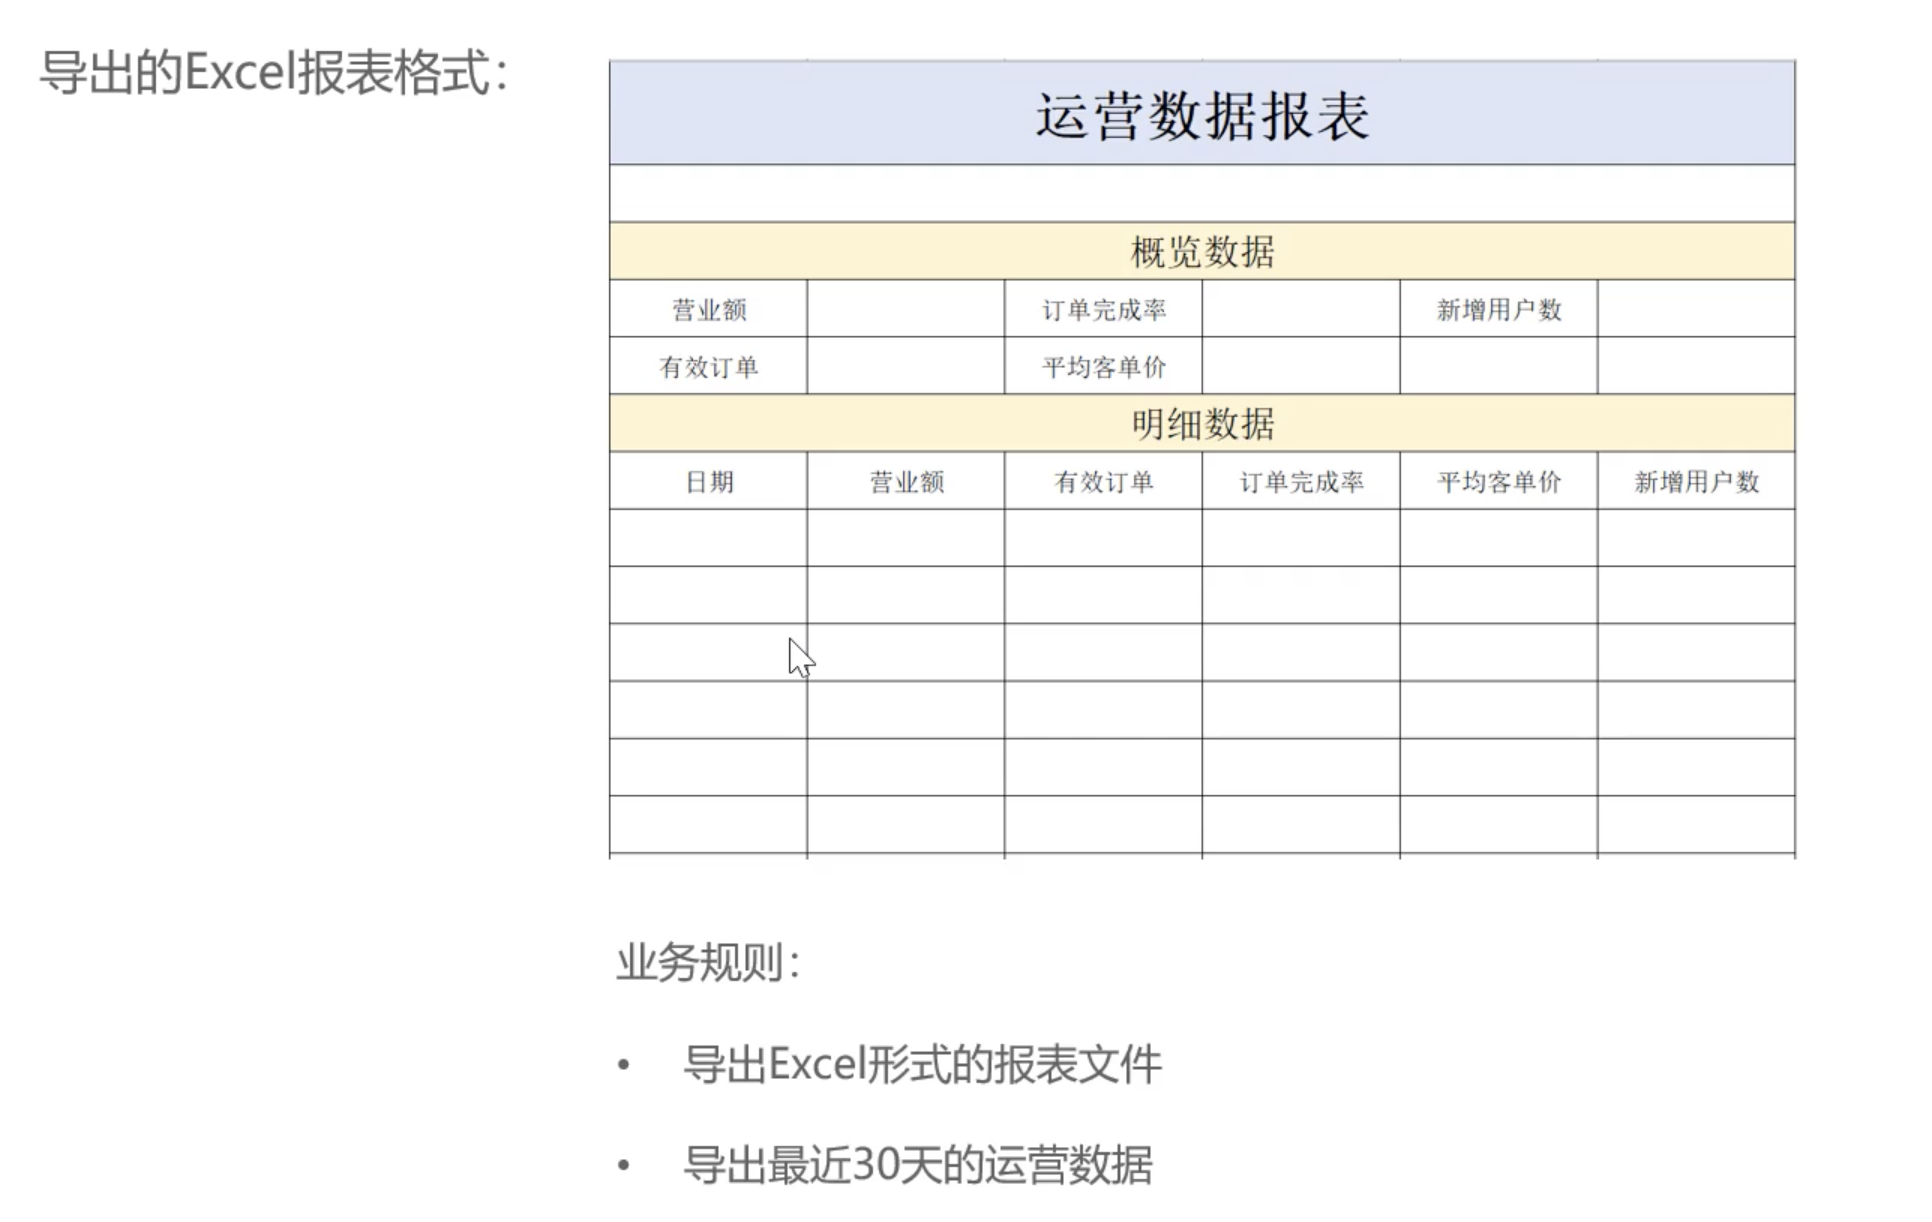 导出的Excel报表格式：
运营数据报表
概览数据
营业额 订单完成率 新增用户数
有效订单 平均客单价
明细数据
日期 营业额 有效订单 订单完成率 平均客单价 新增用户数
业务规则：
• 导出Excel形式的报表文件
• 导出最近30天的运营数据